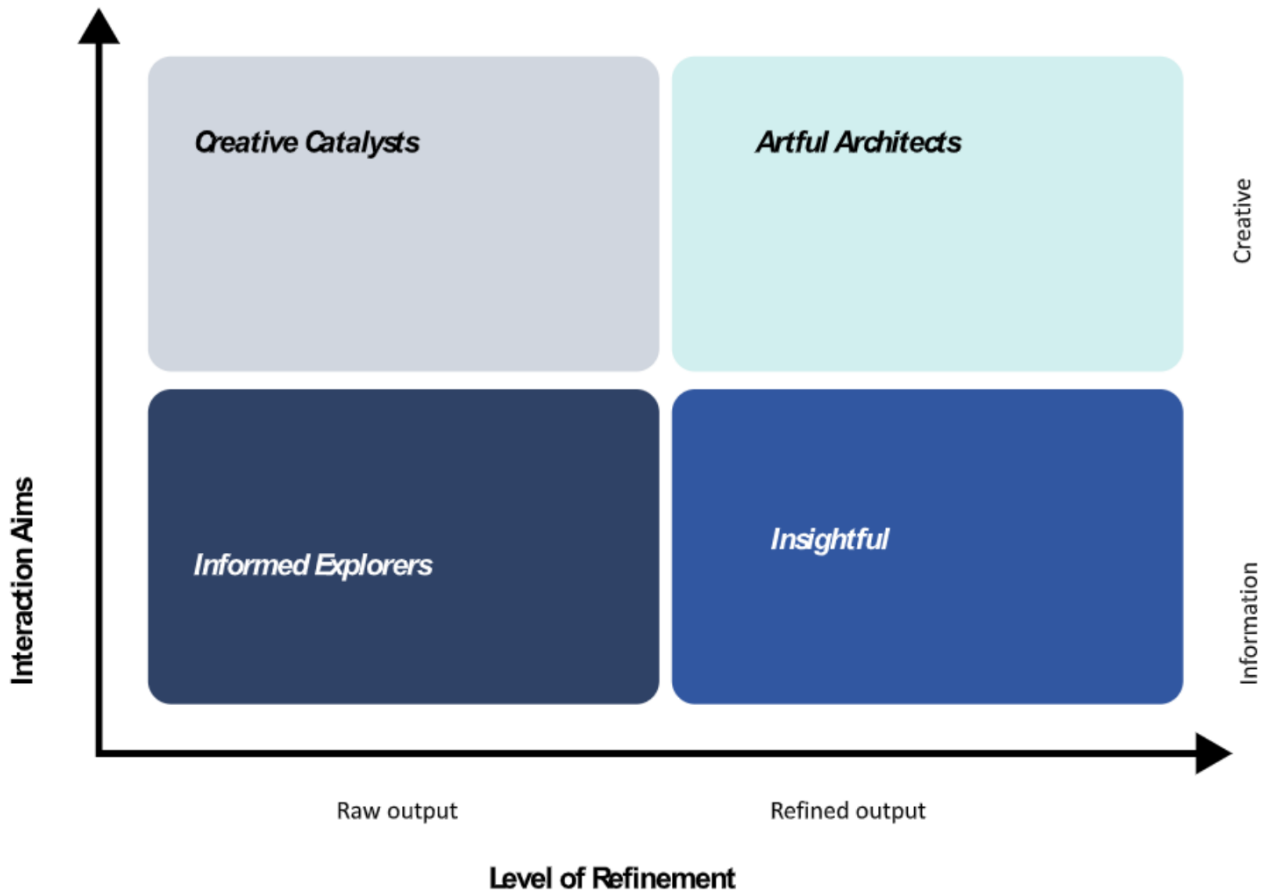 Creative Catalysts
Artful Architects
Creative
Interaction Aims
Informed Explorers
Insightful
Information
Raw output
Refined output
Level of Refinement